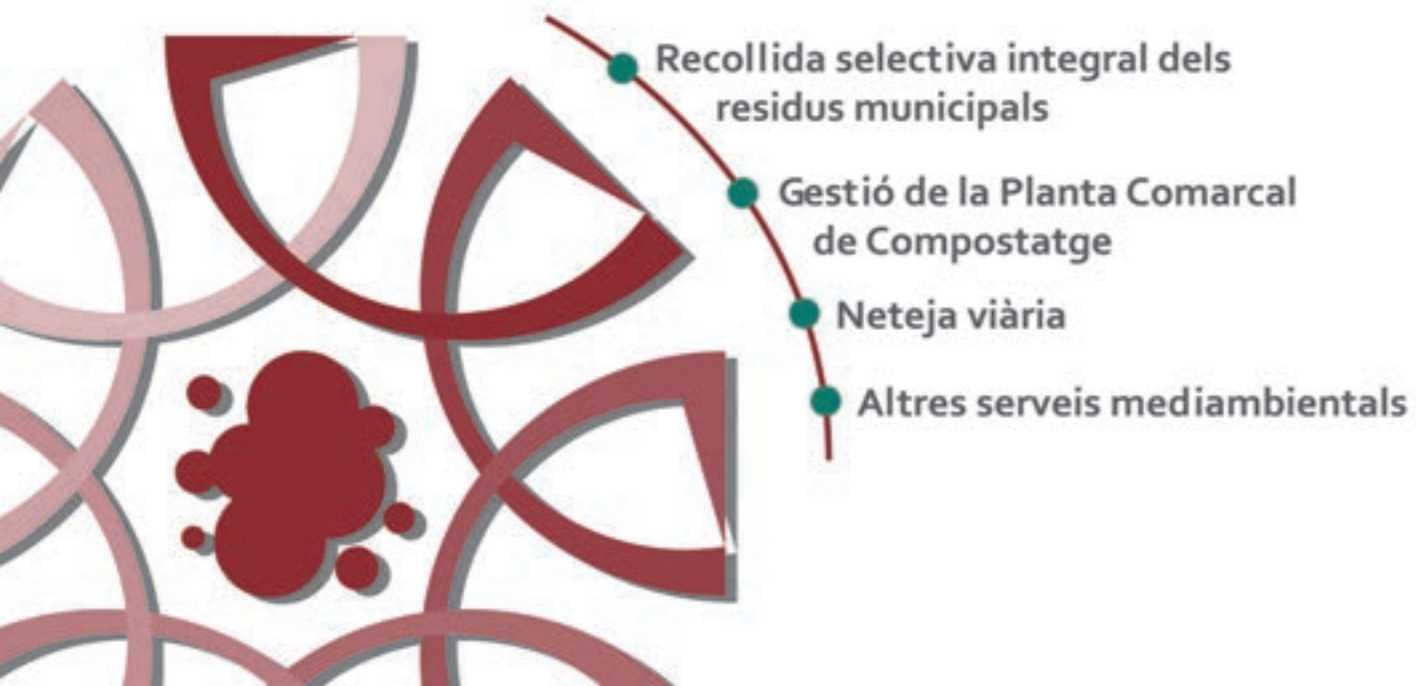 Recollida selectiva integral dels
residus municipals
Gestió de la Planta Comarcal
de Compostatge
Neteja viària
Altres serveis mediambientals